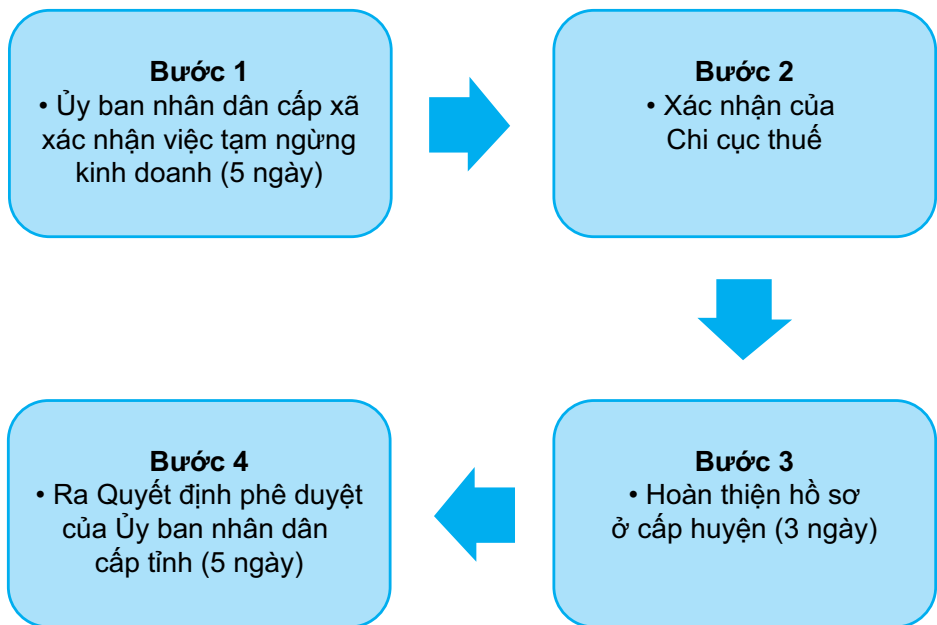 Bước 1
• Ủy ban nhân dân cấp xã
xác nhận việc tạm ngừng
kinh doanh (5 ngày)
Bước 2
• Xác nhận của
Chi cục thuế
Bước 3
• Hoàn thiện hồ sơ
ở cấp huyện (3 ngày)
Bước 4
• Ra Quyết định phê duyệt
của Ủy ban nhân dân
cấp tỉnh (5 ngày)